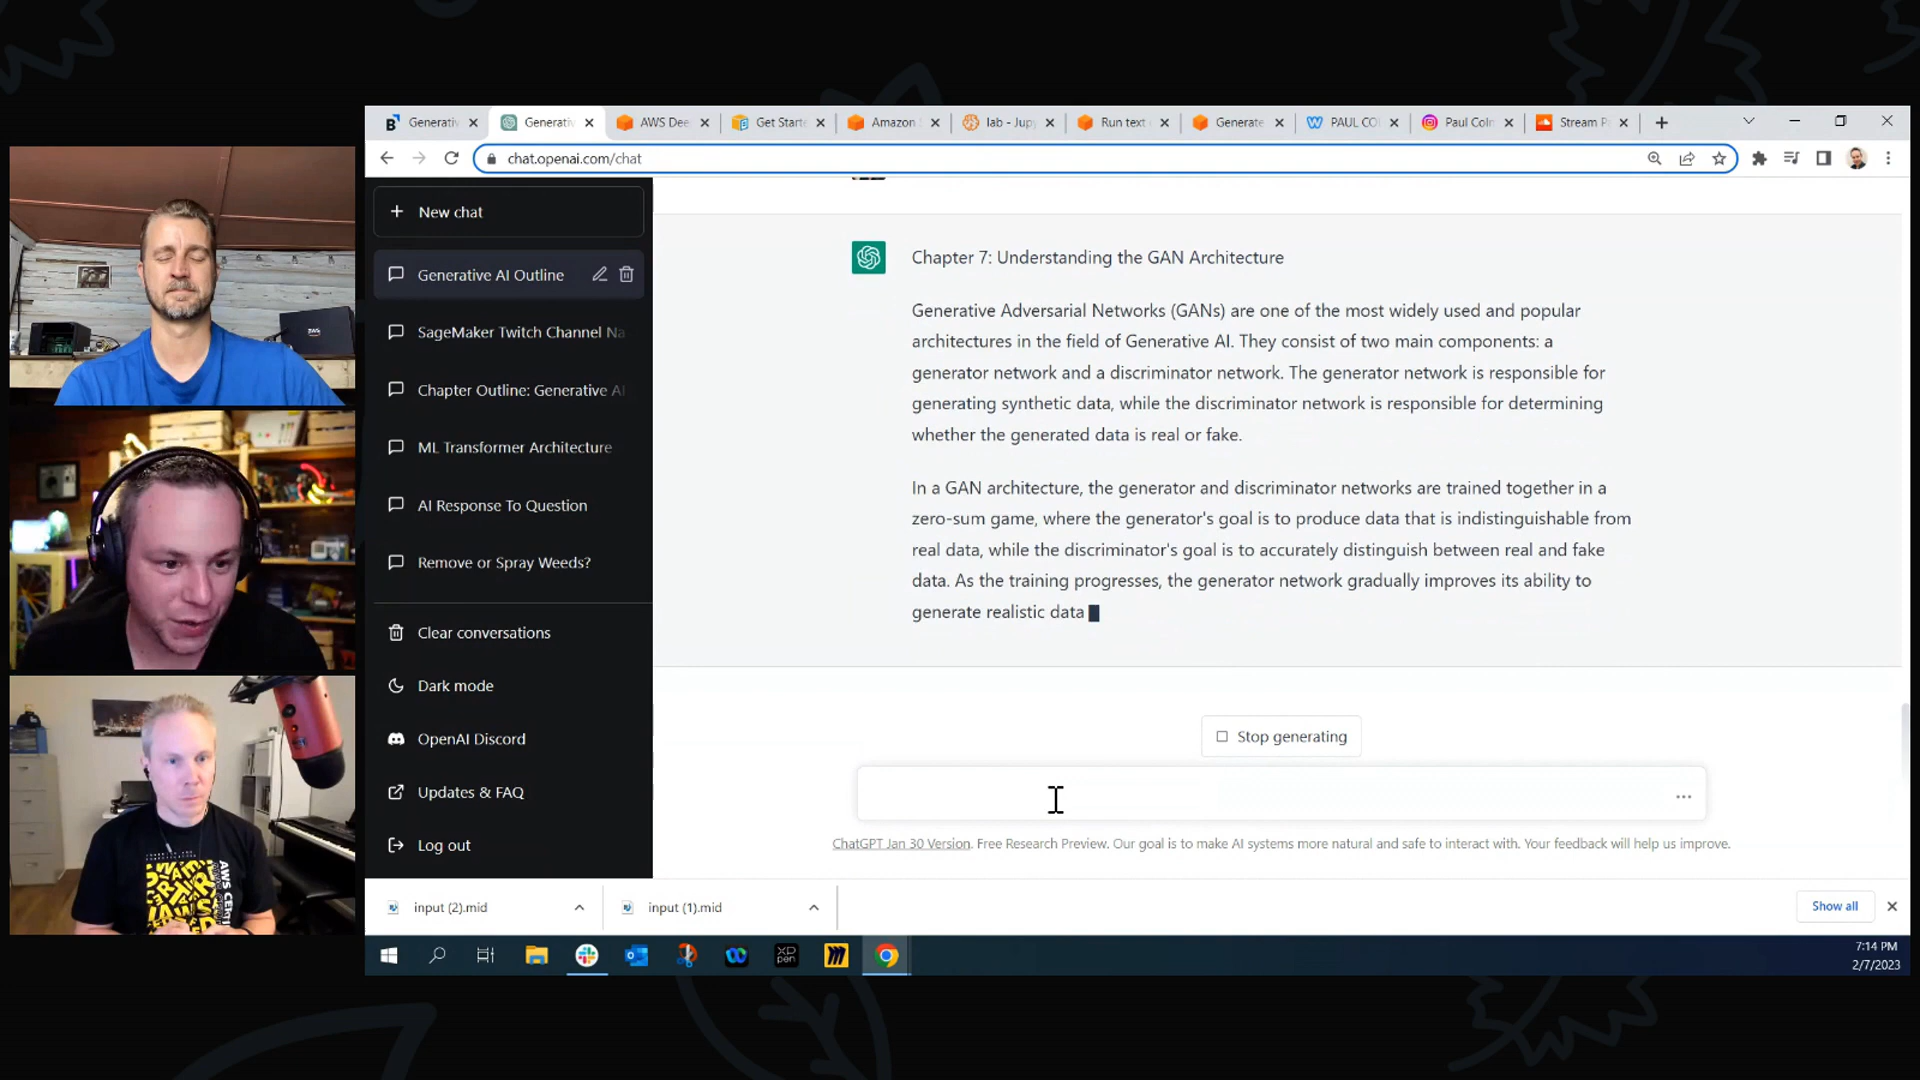 Generativ
Generativ
AWS Dee
Get Starte
Amazon
lab - Jupy
Run text
Generate
PAUL CO
Paul Coln
Stream P
chat.openai.com/chat
New chat
Generative AI Outline
SageMaker Twitch Channel Na
Chapter Outline: Generative AI
ML Transformer Architecture
AI Response To Question
Remove or Spray Weeds?
Clear conversations
Dark mode
OpenAI Discord
Updates & FAQ
Log out
Chapter 7: Understanding the GAN Architecture
Generative Adversarial Networks (GANs) are one of the most widely used and popular
architectures in the field of Generative AI. They consist of two main components: a
generator network and a discriminator network. The generator network is responsible for
generating synthetic data, while the discriminator network is responsible for determining
whether the generated data is real or fake.
In a GAN architecture, the generator and discriminator networks are trained together in a
zero-sum game, where the generator's goal is to produce data that is indistinguishable from
real data, while the discriminator's goal is to accurately distinguish between real and fake
data. As the training progresses, the generator network gradually improves its ability to
generate realistic data
Stop generating
ChatGPT Jan 30 Version. Free Research Preview. Our goal is to make AI systems more natural and safe to interact with. Your feedback will help us improve.
input (2).mid
input (1).mid
Show all
XP
pen
7:14 PM
2/7/2023
aws